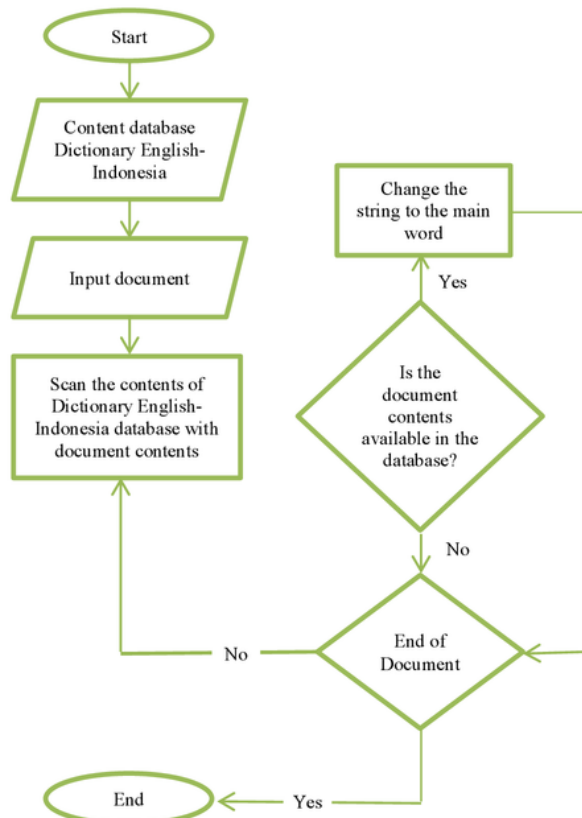 Start
Content database
Dictionary English-
Indonesia
Input document
Scan the contents of
Dictionary English-
Indonesia database with
document contents
Change the
string to the main
word
Yes
Is the
document
contents
available in the
database?
No
End of
Document
No
Yes
End